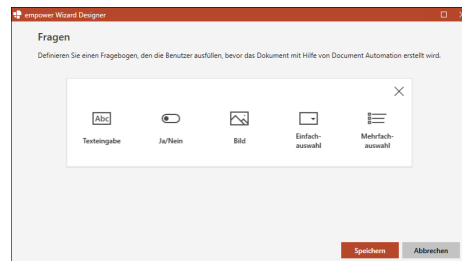 empower Wizard Designer
Fragen
Definieren Sie einen Fragebogen, den die Benutzer ausfüllen, bevor das Dokument mit Hilfe von Document Automation erstellt wird.
Abc
Texteingabe
Ja/Nein
Bild
Einfach-
auswahl
Mehrfach-
auswahl
Speichern
Abbrechen